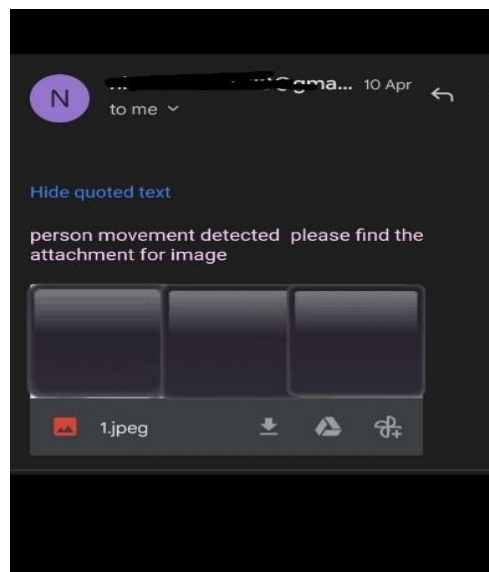 N
gma... 10 Apr
to me
Hide quoted text
person movement detected please find the
attachment for image
1.jpeg